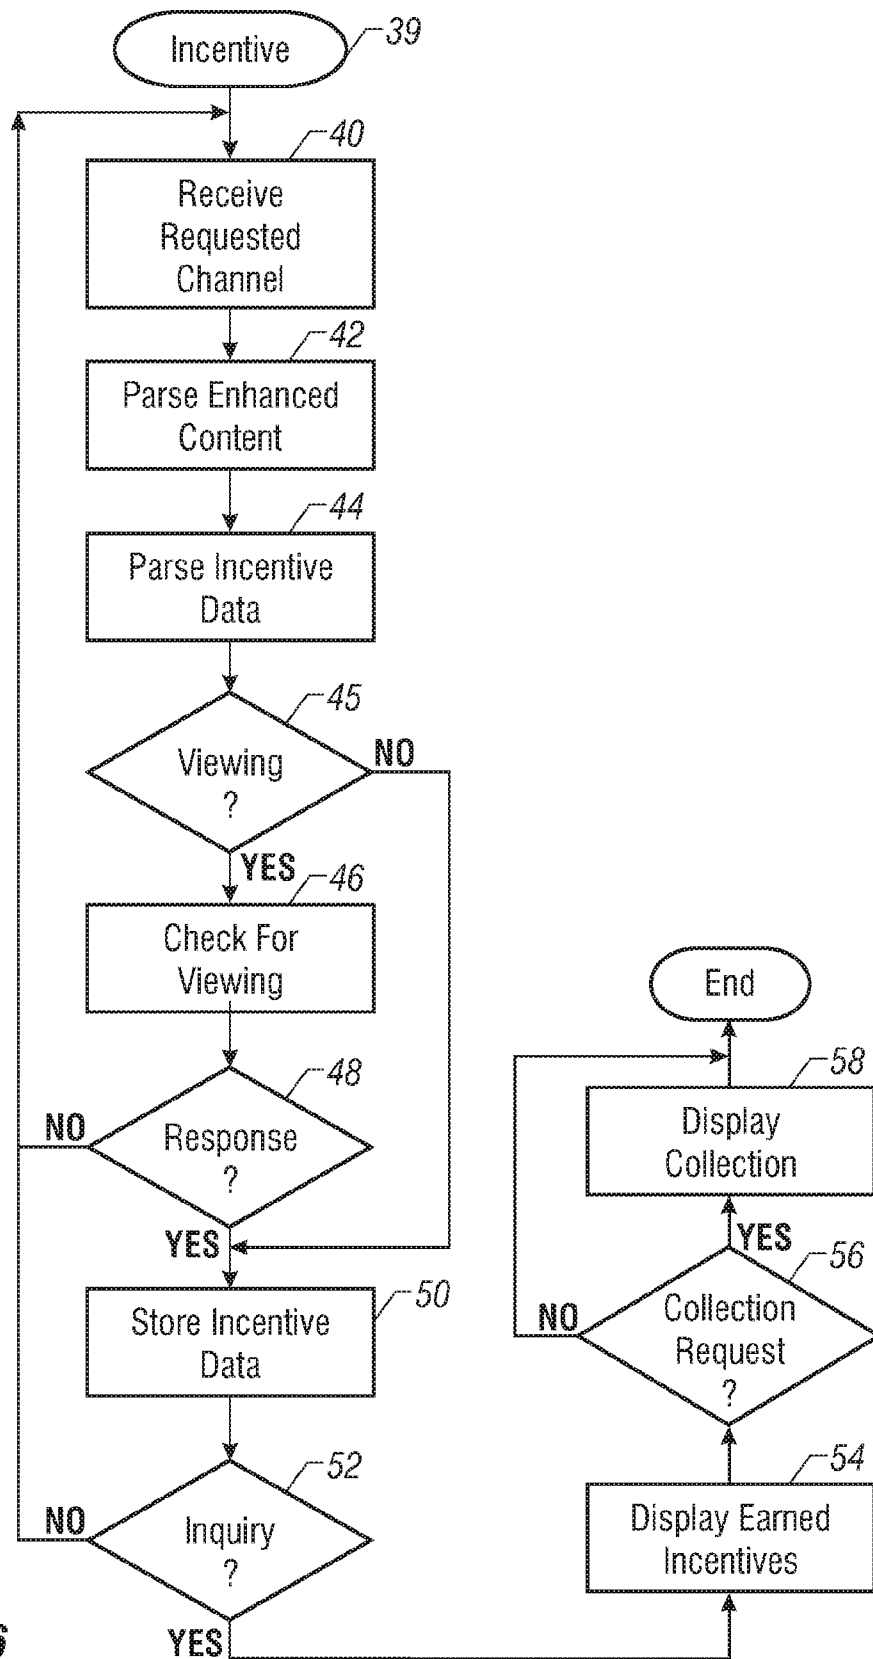 Incentive
39
40
Receive
Requested
Channel
42
Parse Enhanced
Content
44
Parse Incentive
Data
45
Viewing
?
NO
YES
46
Check For
Viewing
48
Response
?
NO
YES
50
Store Incentive
Data
52
Inquiry
?
NO
YES
54
Display Earned
Incentives
56
Collection
Request
?
NO
YES
58
Display
Collection
End
6